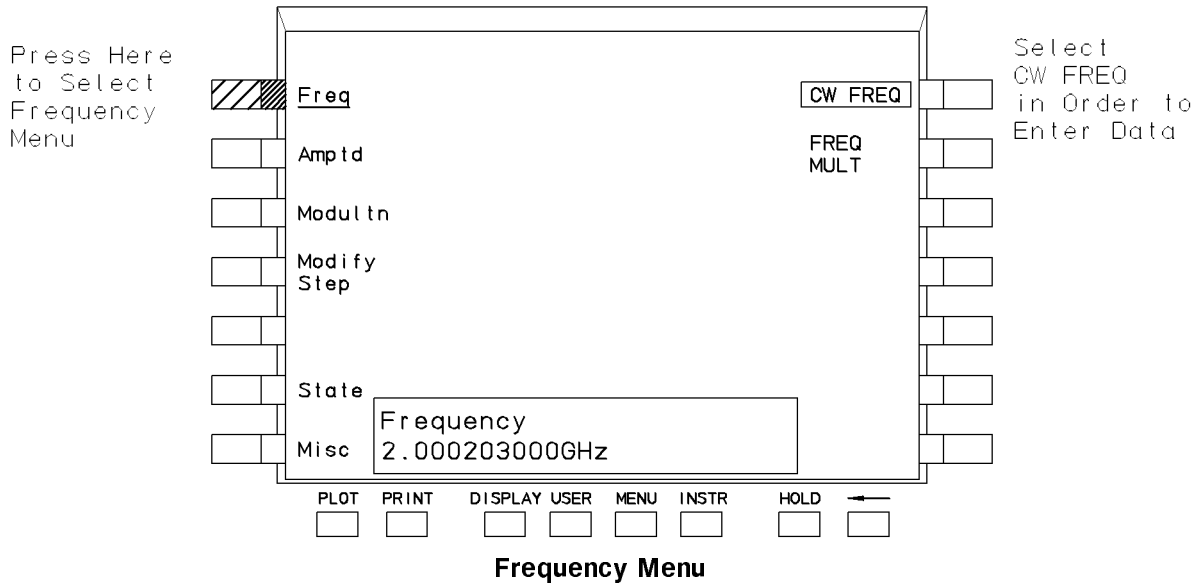 Press Here
to Select
Frequency
Menu
Select
CW FREQ
in Order to
Enter Data
Freq
CW FREQ
Amptd
FREQ
MULT
Modultn
Modify
Step
State
Misc
Frequency
2.000203000GHz
PLOT PRINT DISPLAY USER MENU INSTR HOLD
Frequency Menu